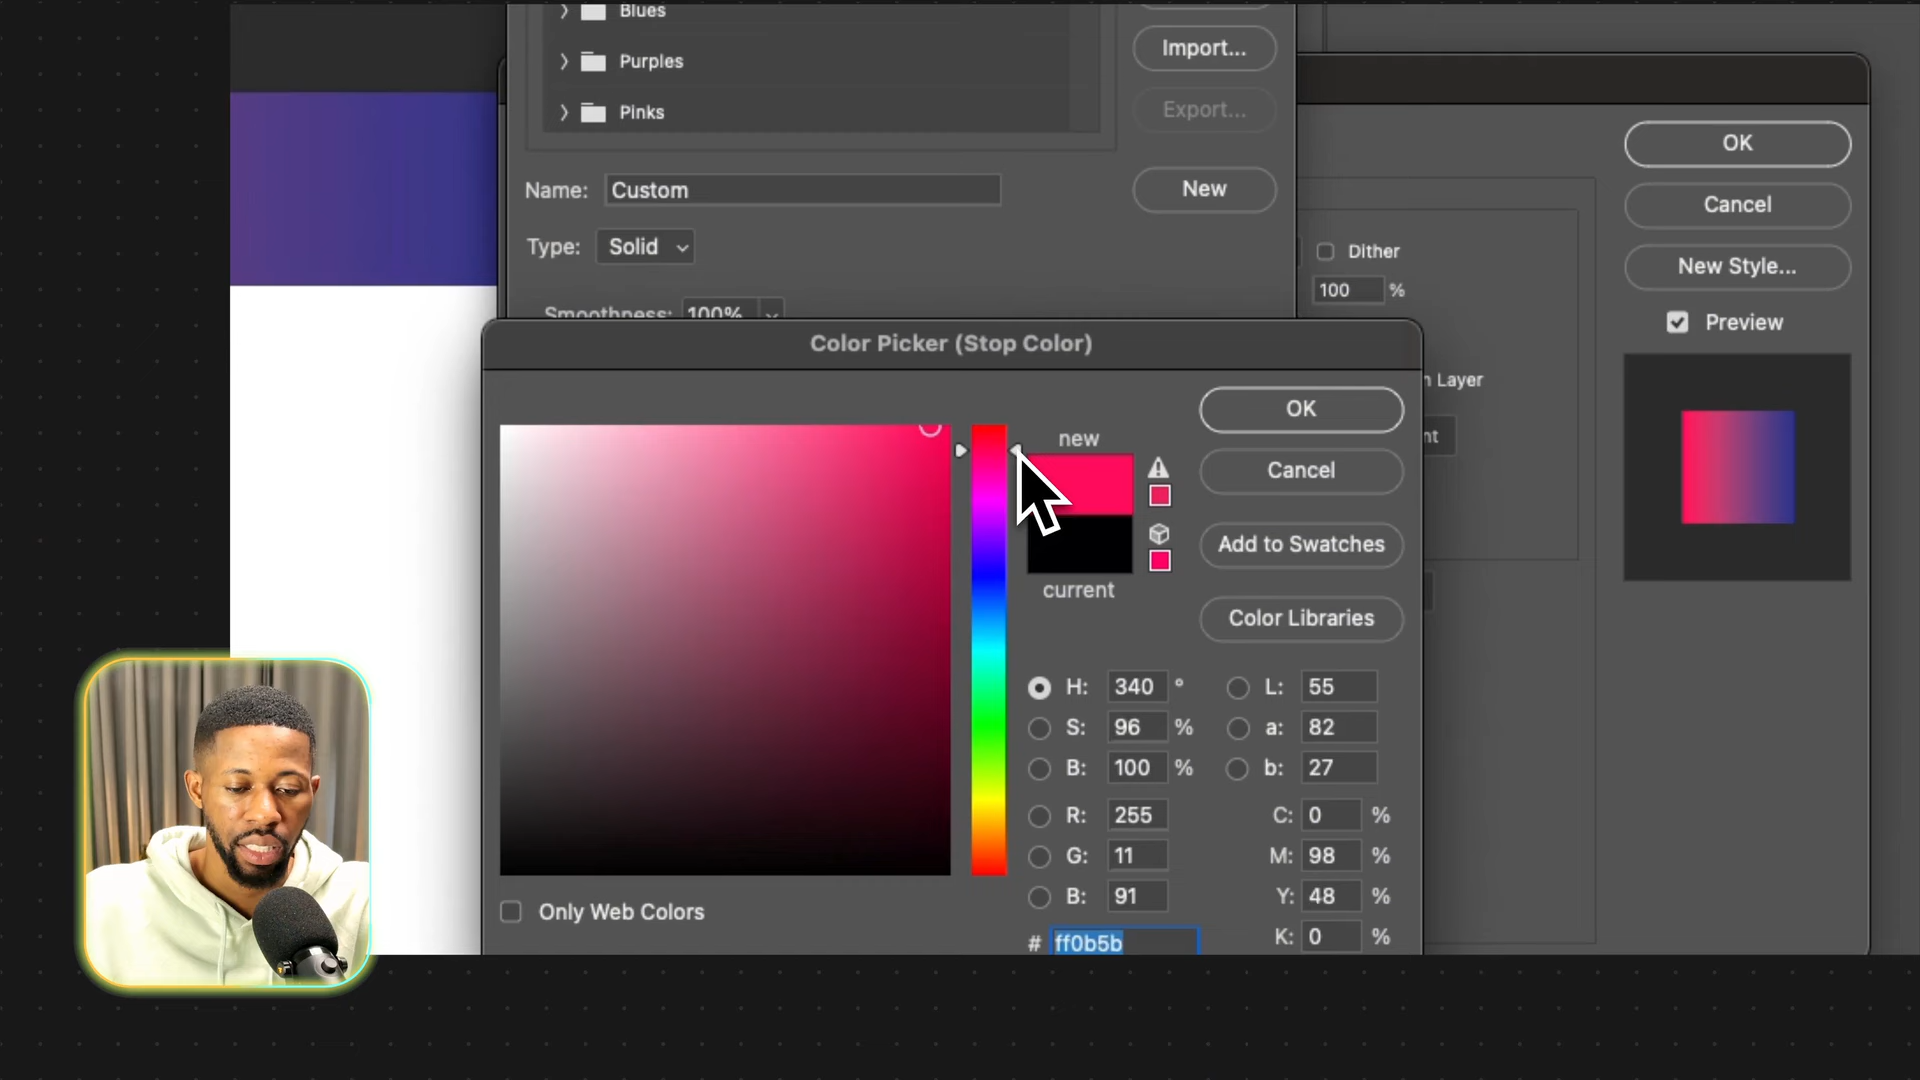 Blues
Purples
Pinks
Import...
Export...
Name: Custom
New
Type: Solid
Smoothness: 100%
Dither
100 %
Layer
OK
Cancel
New Style...
Preview
Color Picker (Stop Color)
new
current
OK
Cancel
Add to Swatches
Color Libraries
H: 340 °
S: 96 %
B: 100 %
R: 255
G: 11
B: 91
# ff0b5b
L: 55
a: 82
b: 27
C: 0 %
M: 98 %
Y: 48 %
K: 0 %
Only Web Colors